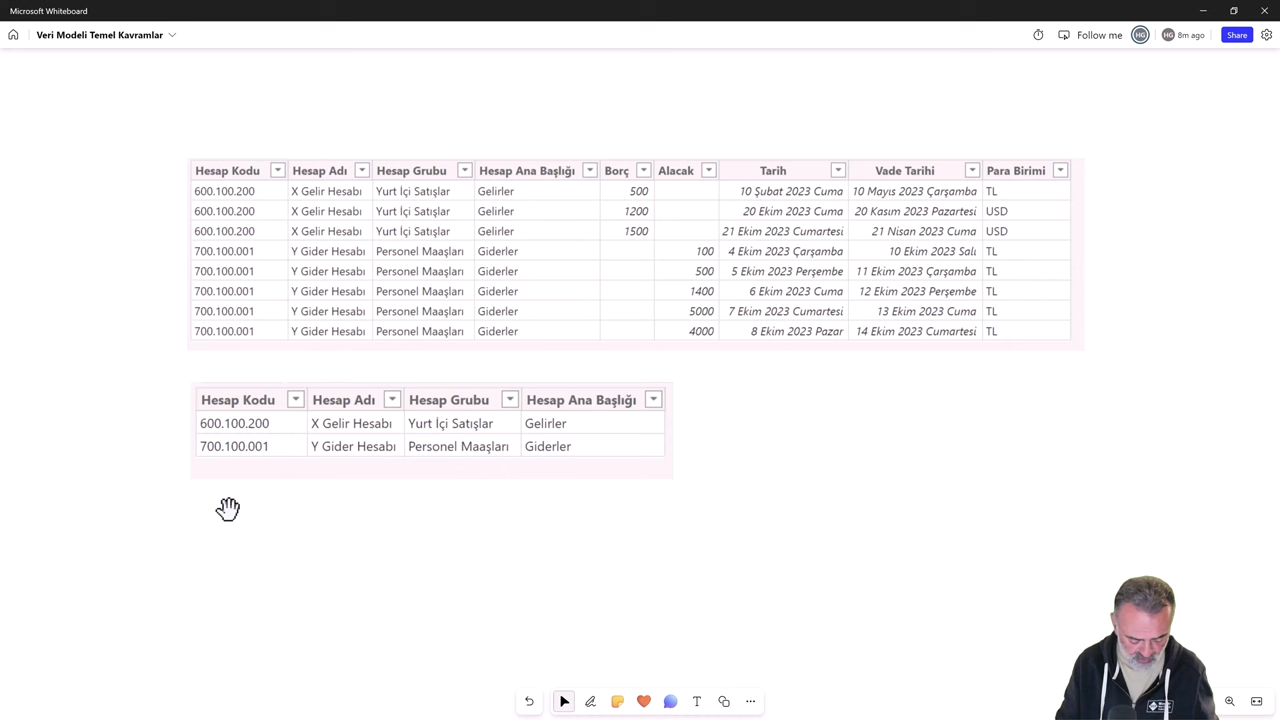 Microsoft Whiteboard
Veri Modeli Temel Kavramlar
Follow me HG HG 8m ago Share
Hesap Kodu Hesap Adı Hesap Grubu Hesap Ana Başlığı Borç Alacak Tarih Vade Tarihi Para Birimi
600.100.200 X Gelir Hesabı Yurt İçi Satışlar Gelirler 500 10 Şubat 2023 Cuma 10 Mayıs 2023 Çarşamba TL
600.100.200 X Gelir Hesabı Yurt İçi Satışlar Gelirler 1200 20 Ekim 2023 Cuma 20 Kasım 2023 Pazartesi USD
600.100.200 X Gelir Hesabı Yurt İçi Satışlar Gelirler 1500 21 Ekim 2023 Cumartesi 21 Nisan 2023 Cuma USD
700.100.001 Y Gider Hesabı Personel Maaşları Giderler 100 4 Ekim 2023 Çarşamba 10 Ekim 2023 Salı TL
700.100.001 Y Gider Hesabı Personel Maaşları Giderler 500 5 Ekim 2023 Perşembe 11 Ekim 2023 Çarşamba TL
700.100.001 Y Gider Hesabı Personel Maaşları Giderler 1400 6 Ekim 2023 Cuma 12 Ekim 2023 Perşembe TL
700.100.001 Y Gider Hesabı Personel Maaşları Giderler 5000 7 Ekim 2023 Cumartesi 13 Ekim 2023 Cuma TL
700.100.001 Y Gider Hesabı Personel Maaşları Giderler 4000 8 Ekim 2023 Pazar 14 Ekim 2023 Cumartesi TL
Hesap Kodu Hesap Adı Hesap Grubu Hesap Ana Başlığı
600.100.200 X Gelir Hesabı Yurt İçi Satışlar Gelirler
700.100.001 Y Gider Hesabı Personel Maaşları Giderler